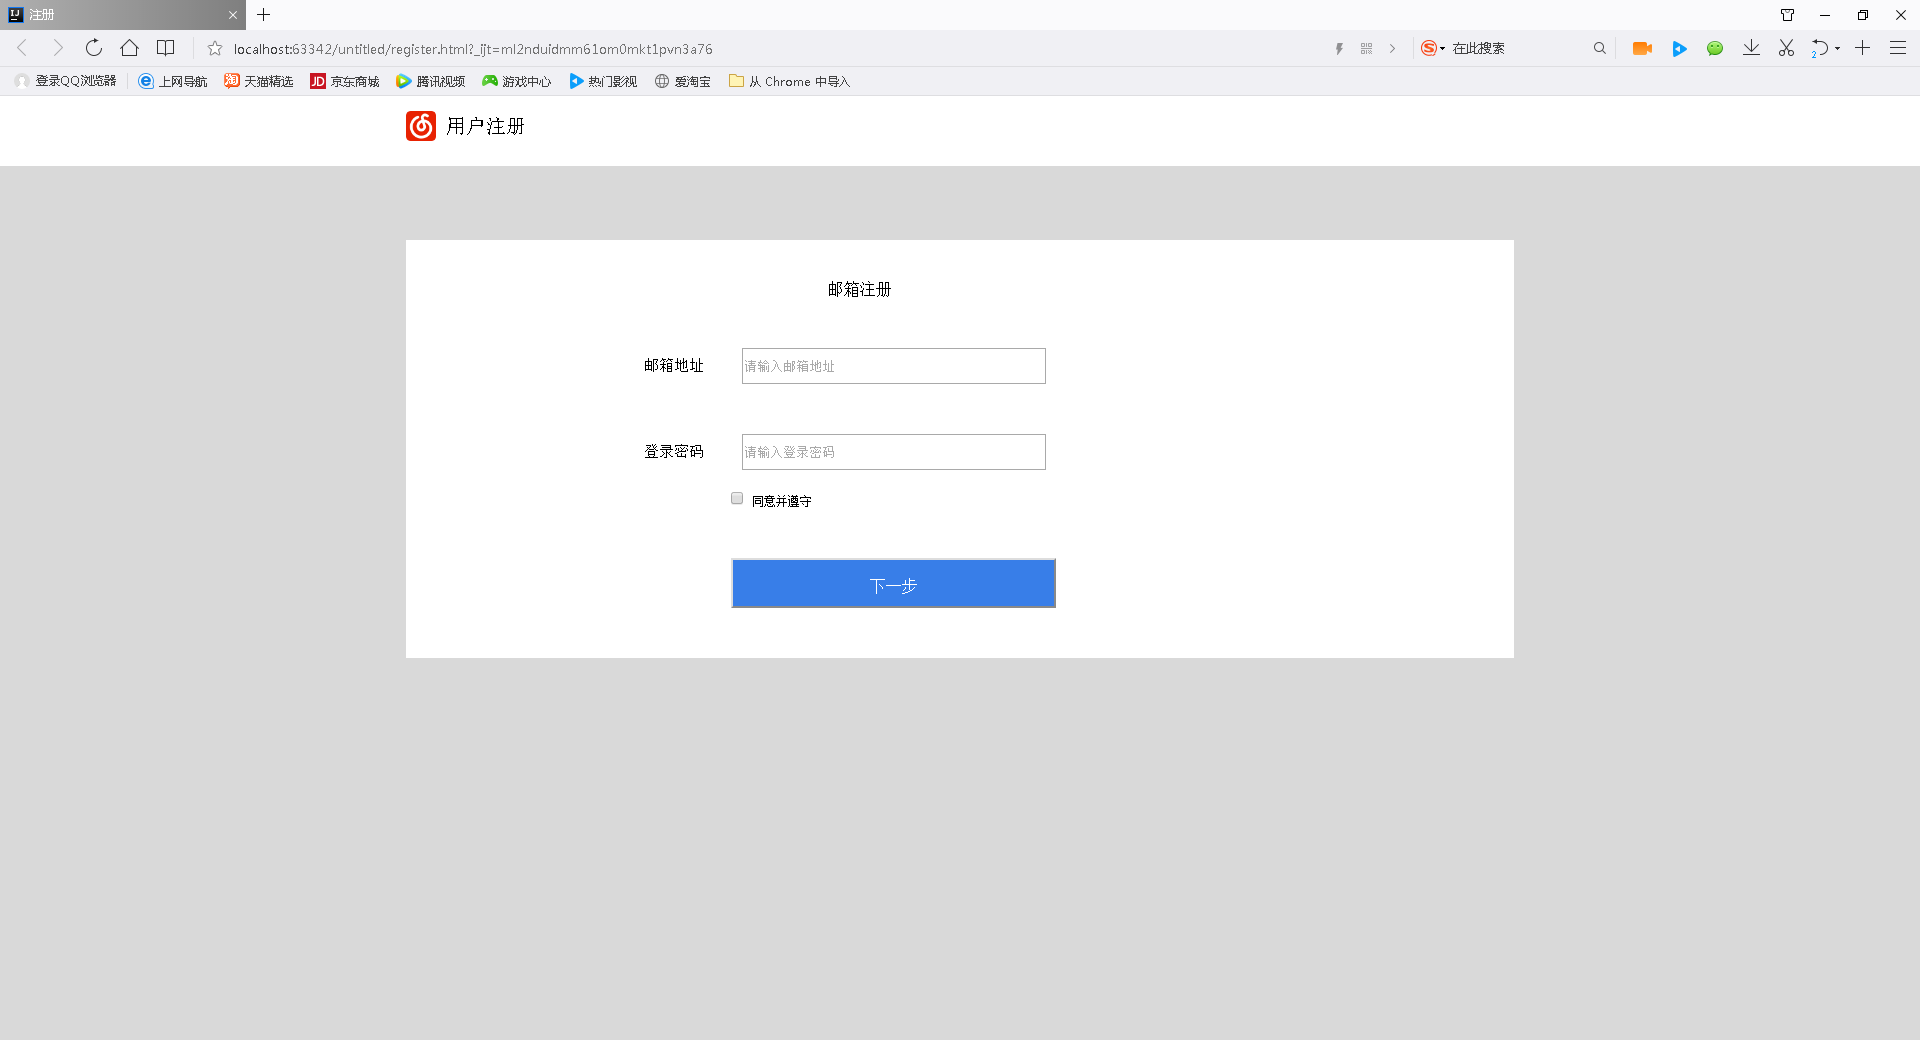 注册
localhost:63342/untitled/register.html?_ijt=ml2nduidmm61om0mkt1pvn3a76
在此搜索
2
登录QQ浏览器 上网导航 天猫精选 京东商城 腾讯视频 游戏中心 热门影视 爱淘宝 从 Chrome 中导入
用户注册
邮箱注册
邮箱地址 请输入邮箱地址
登录密码 请输入登录密码
同意并遵守
下一步